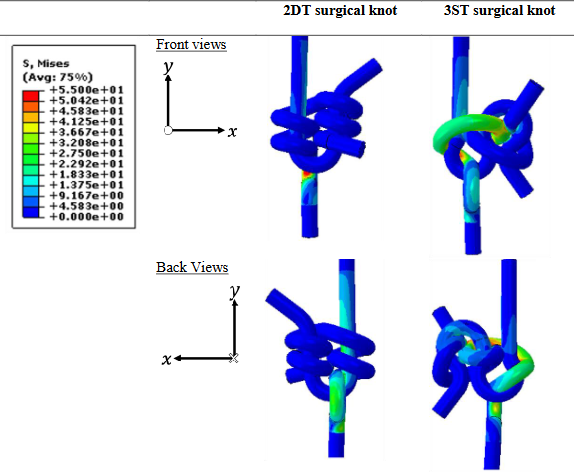 2DT surgical knot 3ST surgical knot
Front views
S, Mises
(Avg: 75%)
+5.500e+01
+5.042e+01
+4.583e+01
+4.125e+01
+3.667e+01
+3.208e+01
+2.750e+01
+2.292e+01
+1.833e+01
+1.375e+01
+9.167e+00
+4.583e+00
+0.000e+00
y
x
Back Views
y
x